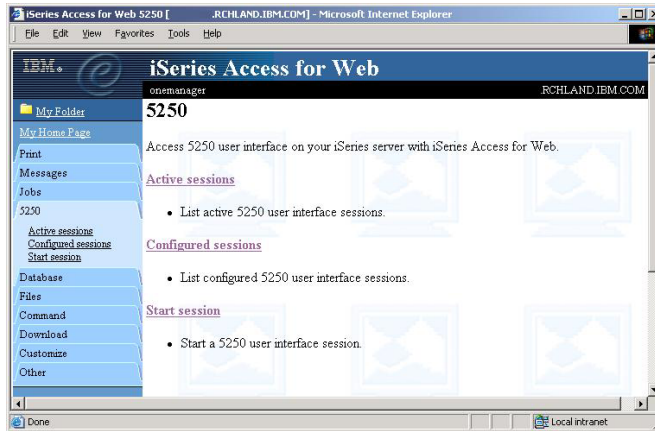 iSeries Access for Web 5250 [ .RCHLAND.IBM.COM] - Microsoft Internet Explorer
File Edit View Favorites Tools Help
IBM.
iSeries Access for Web
onemanager .RCHLAND.IBM.COM
My Folder
My Home Page
Print
Messages
Jobs
5250
Active sessions
Configured sessions
Start session
Database
Files
Command
Download
Customize
Other
5250
Access 5250 user interface on your iSeries server with iSeries Access for Web.
Active sessions
• List active 5250 user interface sessions.
Configured sessions
• List configured 5250 user interface sessions.
Start session
• Start a 5250 user interface session.
Done Local intranet